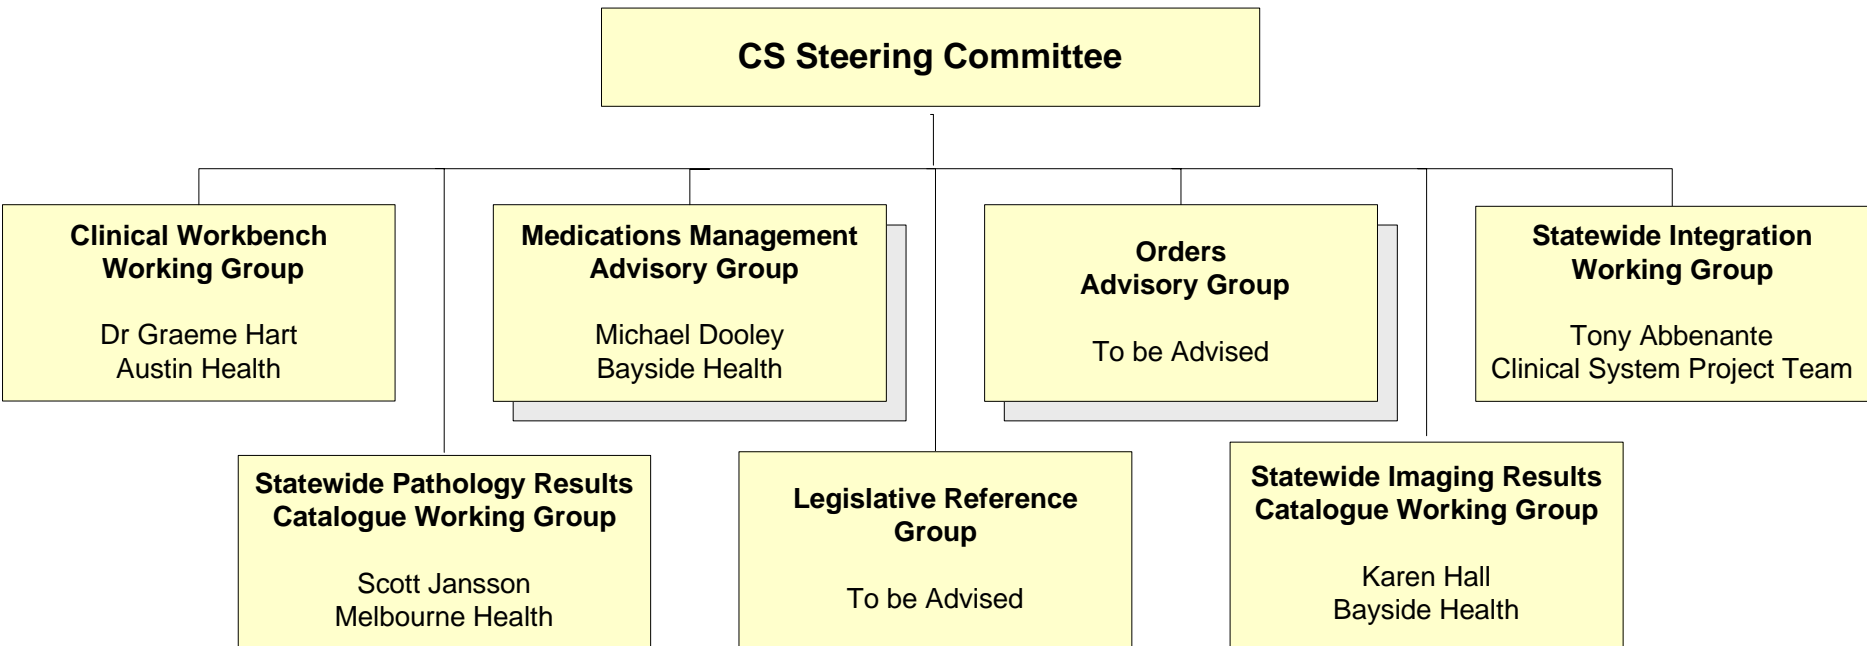 CS Steering Committee
Clinical Workbench
Working Group
Dr Graeme Hart
Austin Health
Medications Management
Advisory Group
Michael Dooley
Bayside Health
Orders
Advisory Group
To be Advised
Statewide Integration
Working Group
Tony Abbenante
Clinical System Project Team
Statewide Pathology Results
Catalogue Working Group
Scott Jansson
Melbourne Health
Legislative Reference
Group
To be Advised
Statewide Imaging Results
Catalogue Working Group
Karen Hall
Bayside Health